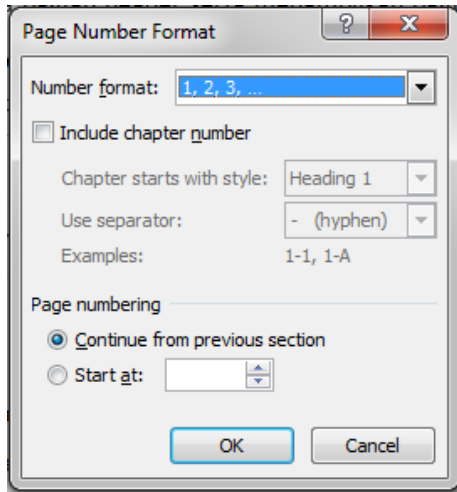 Page Number Format
Number format: 1, 2, 3, ...
Include chapter number
Chapter starts with style: Heading 1
Use separator: - (hyphen)
Examples: 1-1, 1-A
Page numbering
Continue from previous section
Start at:
OK Cancel